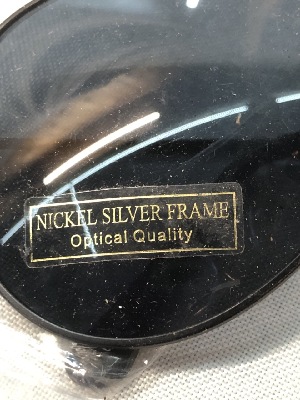 NICKEL SILVER FRAME
Optical Quality